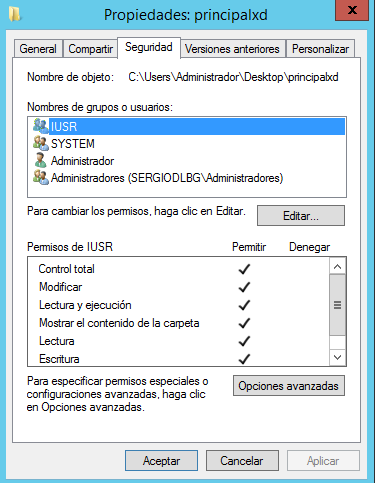 Propiedades: principalxd
x
General Compartir Seguridad Versiones anteriores Personalizar
Nombre de objeto: C:\Users\Administrador\Desktop\principalxd
Nombres de grupos o usuarios:
IUSR
SYSTEM
Administrador
Administradores (SERGIODLBG\Administradores)
Para cambiar los permisos, haga clic en Editar. Editar...
Permisos de IUSR Permitir Denegar
Control total
Modificar
Lectura y ejecución
Mostrar el contenido de la carpeta
Lectura
Escritura
Para especificar permisos especiales o
configuraciones avanzadas, haga clic
en Opciones avanzadas.
Opciones avanzadas
Aceptar Cancelar Aplicar